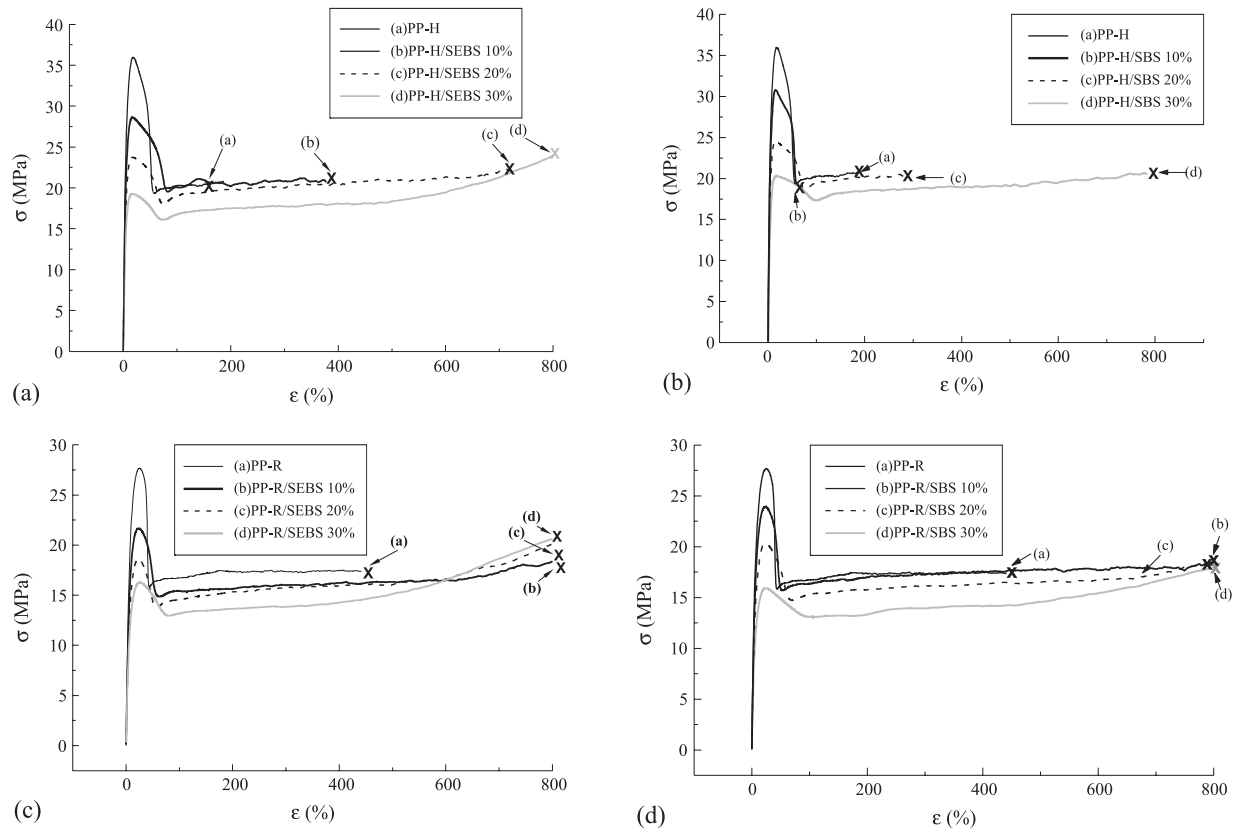 40
35
30
25
20
15
10
5
0
σ (MPa)
(a)PP-H
(b)PP-H/SEBS 10%
(c)PP-H/SEBS 20%
(d)PP-H/SEBS 30%
(a)
(b)
(c)
(d)
X
X
X
X
0
200
400
600
800
ε (%)
(a)
40
35
30
25
20
15
10
5
0
σ (MPa)
(a)PP-H
(b)PP-H/SBS 10%
(c)PP-H/SBS 20%
(d)PP-H/SBS 30%
(a)
(b)
(c)
(d)
X
X
X
X
0
200
400
600
800
ε (%)
(b)
30
25
20
15
10
5
0
σ (MPa)
(a)PP-R
(b)PP-R/SEBS 10%
(c)PP-R/SEBS 20%
(d)PP-R/SEBS 30%
(d)
(c)
(a)
(b)
X
X
X
X
0
200
400
600
800
ε (%)
(c)
30
25
20
15
10
5
0
σ (MPa)
(a)PP-R
(b)PP-R/SBS 10%
(c)PP-R/SBS 20%
(d)PP-R/SBS 30%
(b)
(a)
(c)
(d)
X
X
X
X
0
200
400
600
800
ε (%)
(d)